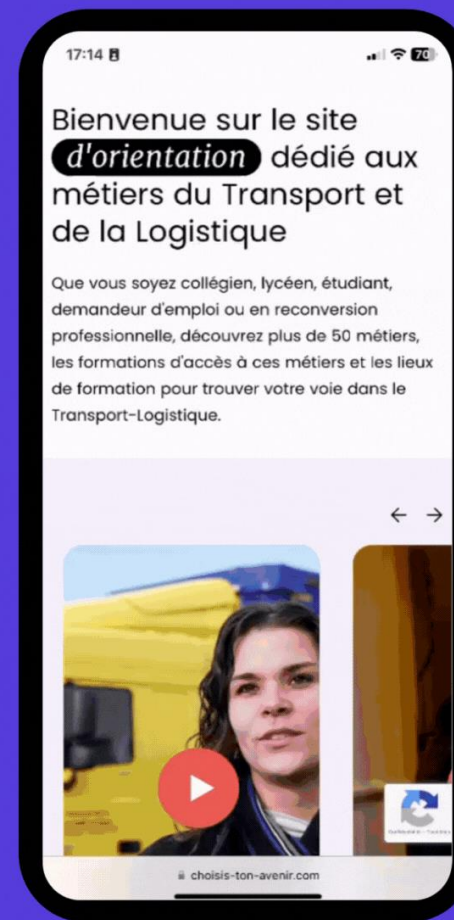 17:14
70
Bienvenue sur le site
d'orientation dédié aux
métiers du Transport et
de la Logistique
Que vous soyez collégien, lycéen, étudiant,
demandeur d'emploi ou en reconversion
professionnelle, découvrez plus de 50 métiers,
les formations d'accès à ces métiers et les lieux
de formation pour trouver votre voie dans le
Transport-Logistique.
← →
choisis-ton-avenir.com